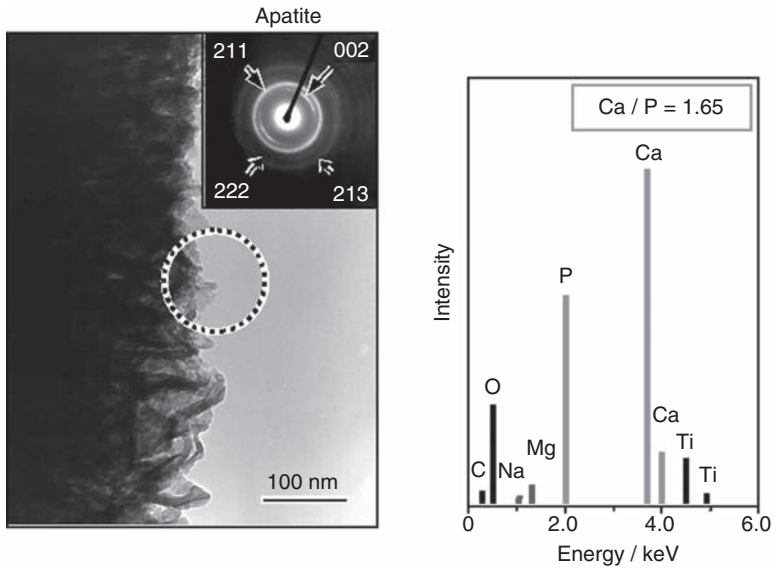 Apatite
211 002
222 213
100 nm
Ca / P = 1.65
Ca
P
O
Ca
Ti
Mg
C Na
Ti
Intensity
0 2.0 4.0 6.0
Energy / keV